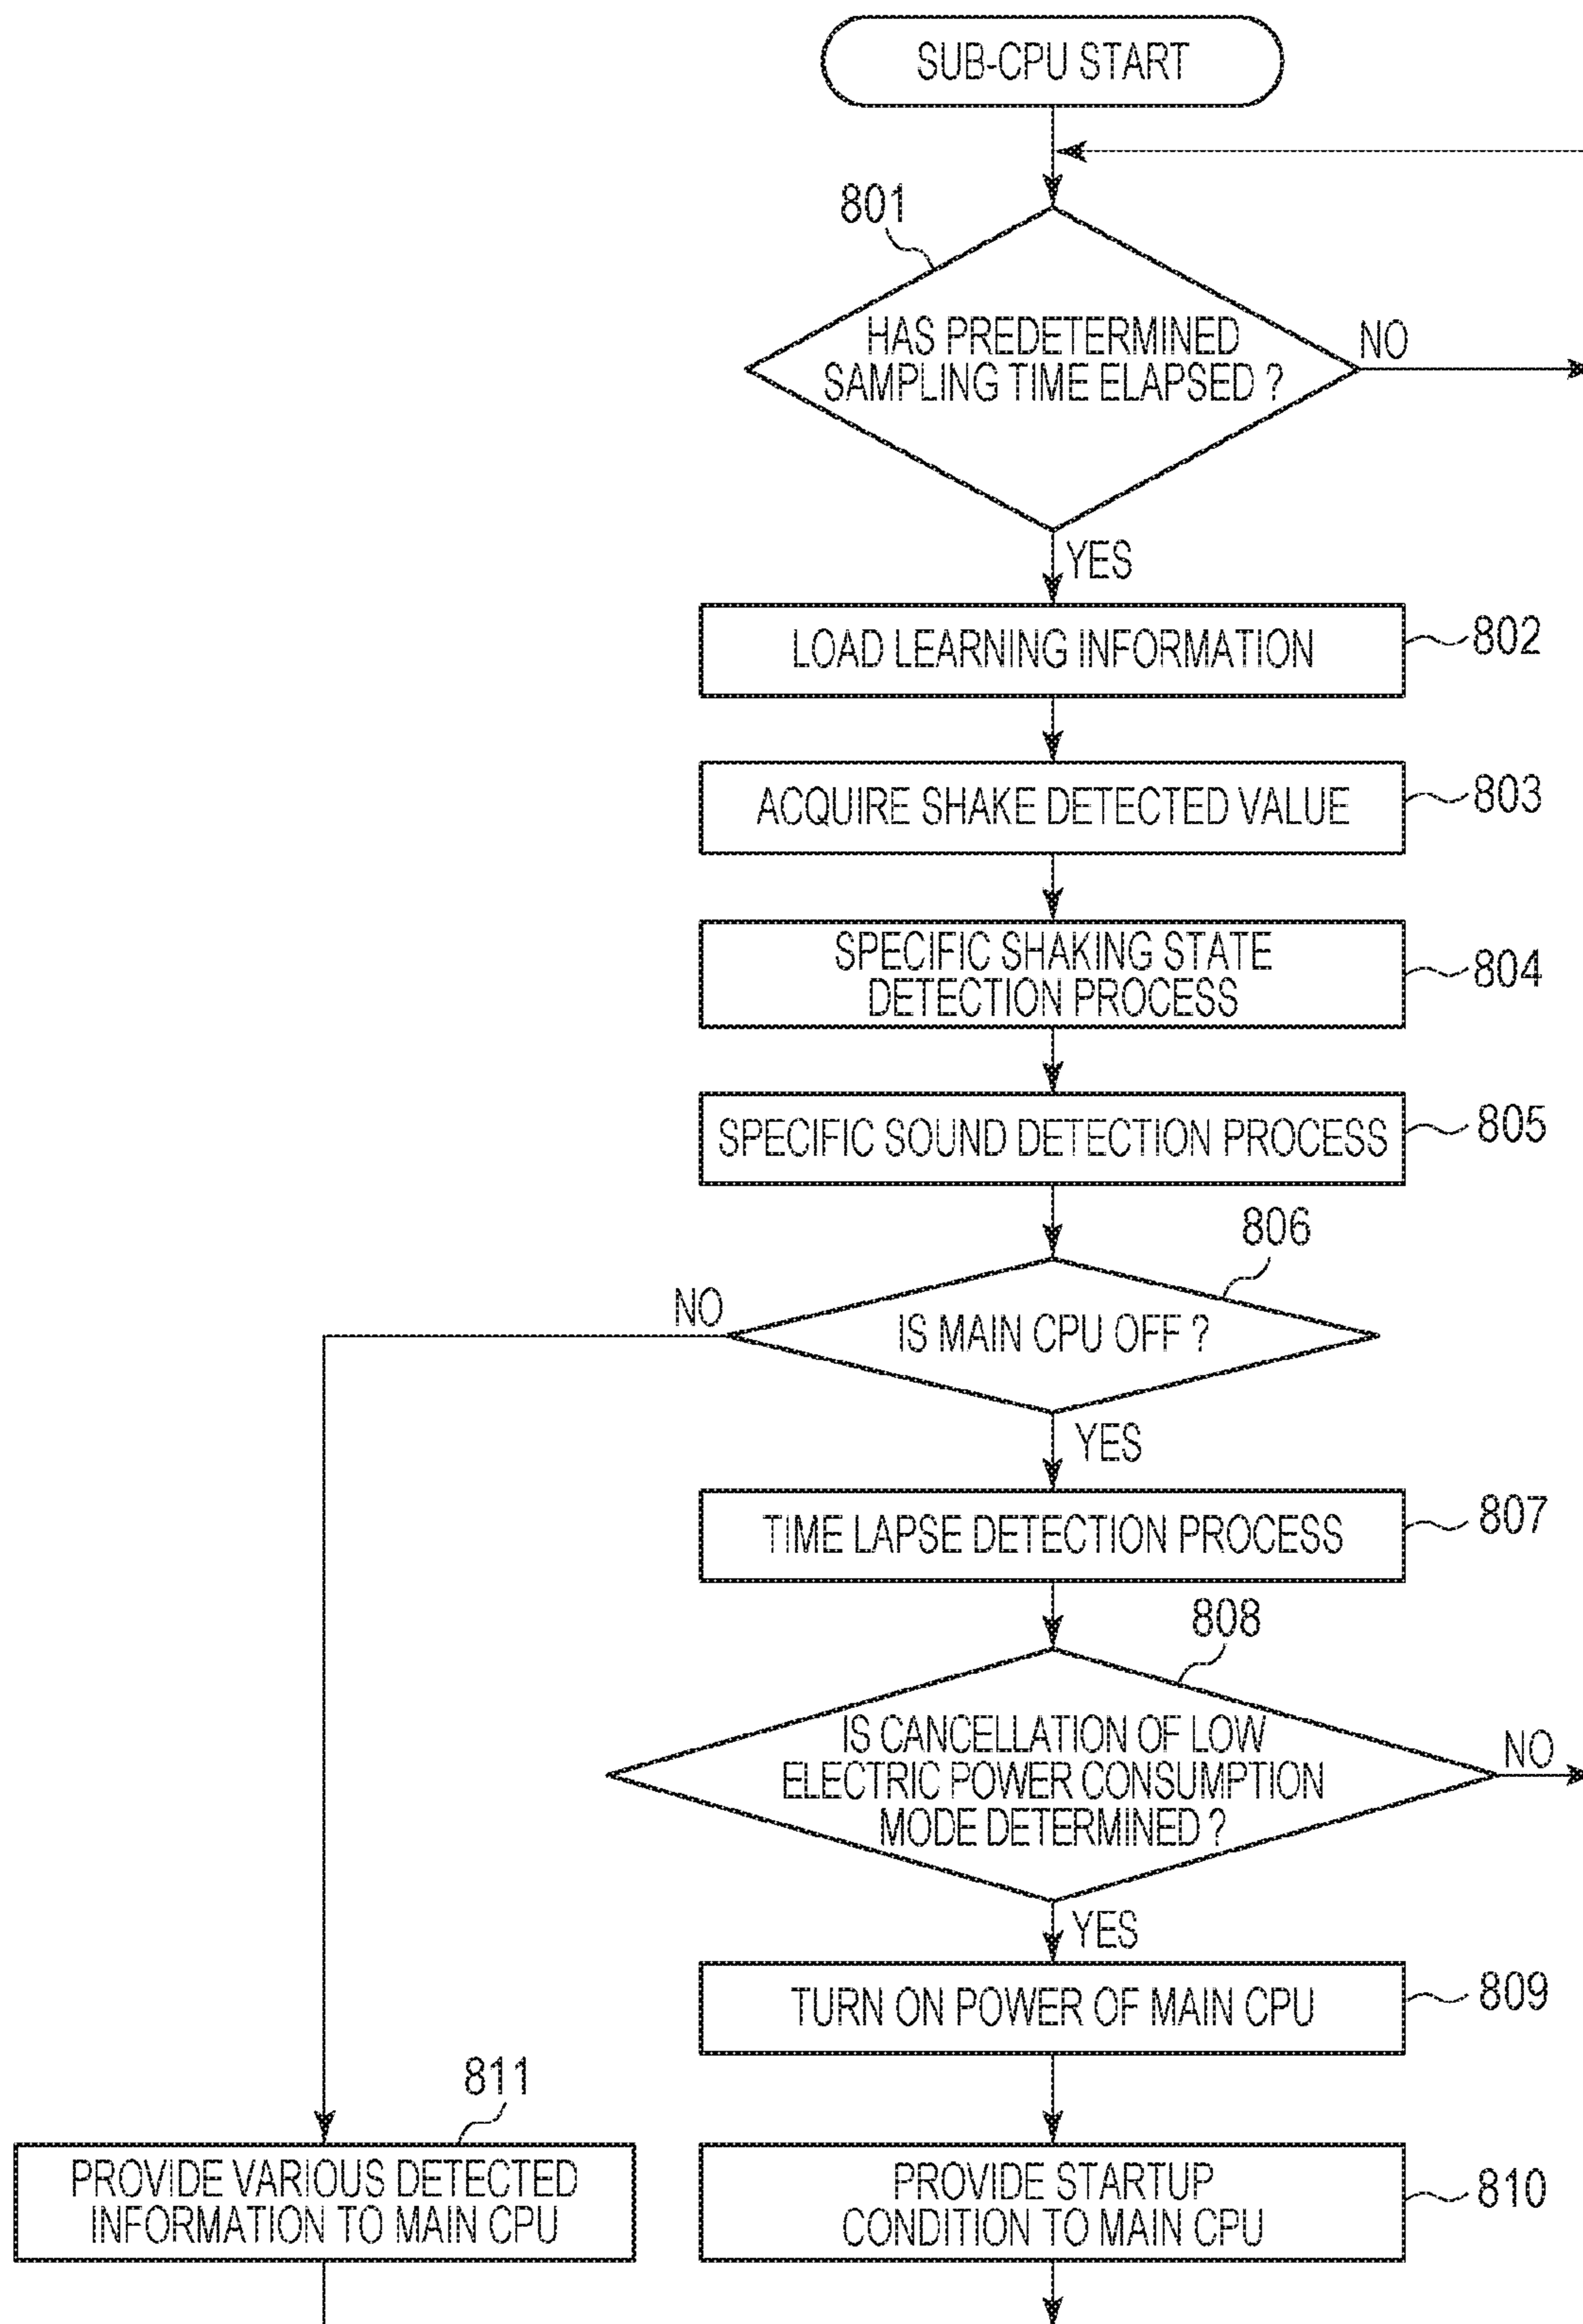 SUB-CPU START
801
HAS PREDETERMINED
SAMPLING TIME ELAPSED ?
NO
YES
LOAD LEARNING INFORMATION
802
ACQUIRE SHAKE DETECTED VALUE
803
SPECIFIC SHAKING STATE
DETECTION PROCESS
804
SPECIFIC SOUND DETECTION PROCESS
805
806
NO
IS MAIN CPU OFF ?
YES
TIME LAPSE DETECTION PROCESS
807
808
IS CANCELLATION OF LOW
ELECTRIC POWER CONSUMPTION
MODE DETERMINED ?
NO
YES
TURN ON POWER OF MAIN CPU
809
811
PROVIDE VARIOUS DETECTED
INFORMATION TO MAIN CPU
PROVIDE STARTUP
CONDITION TO MAIN CPU
810